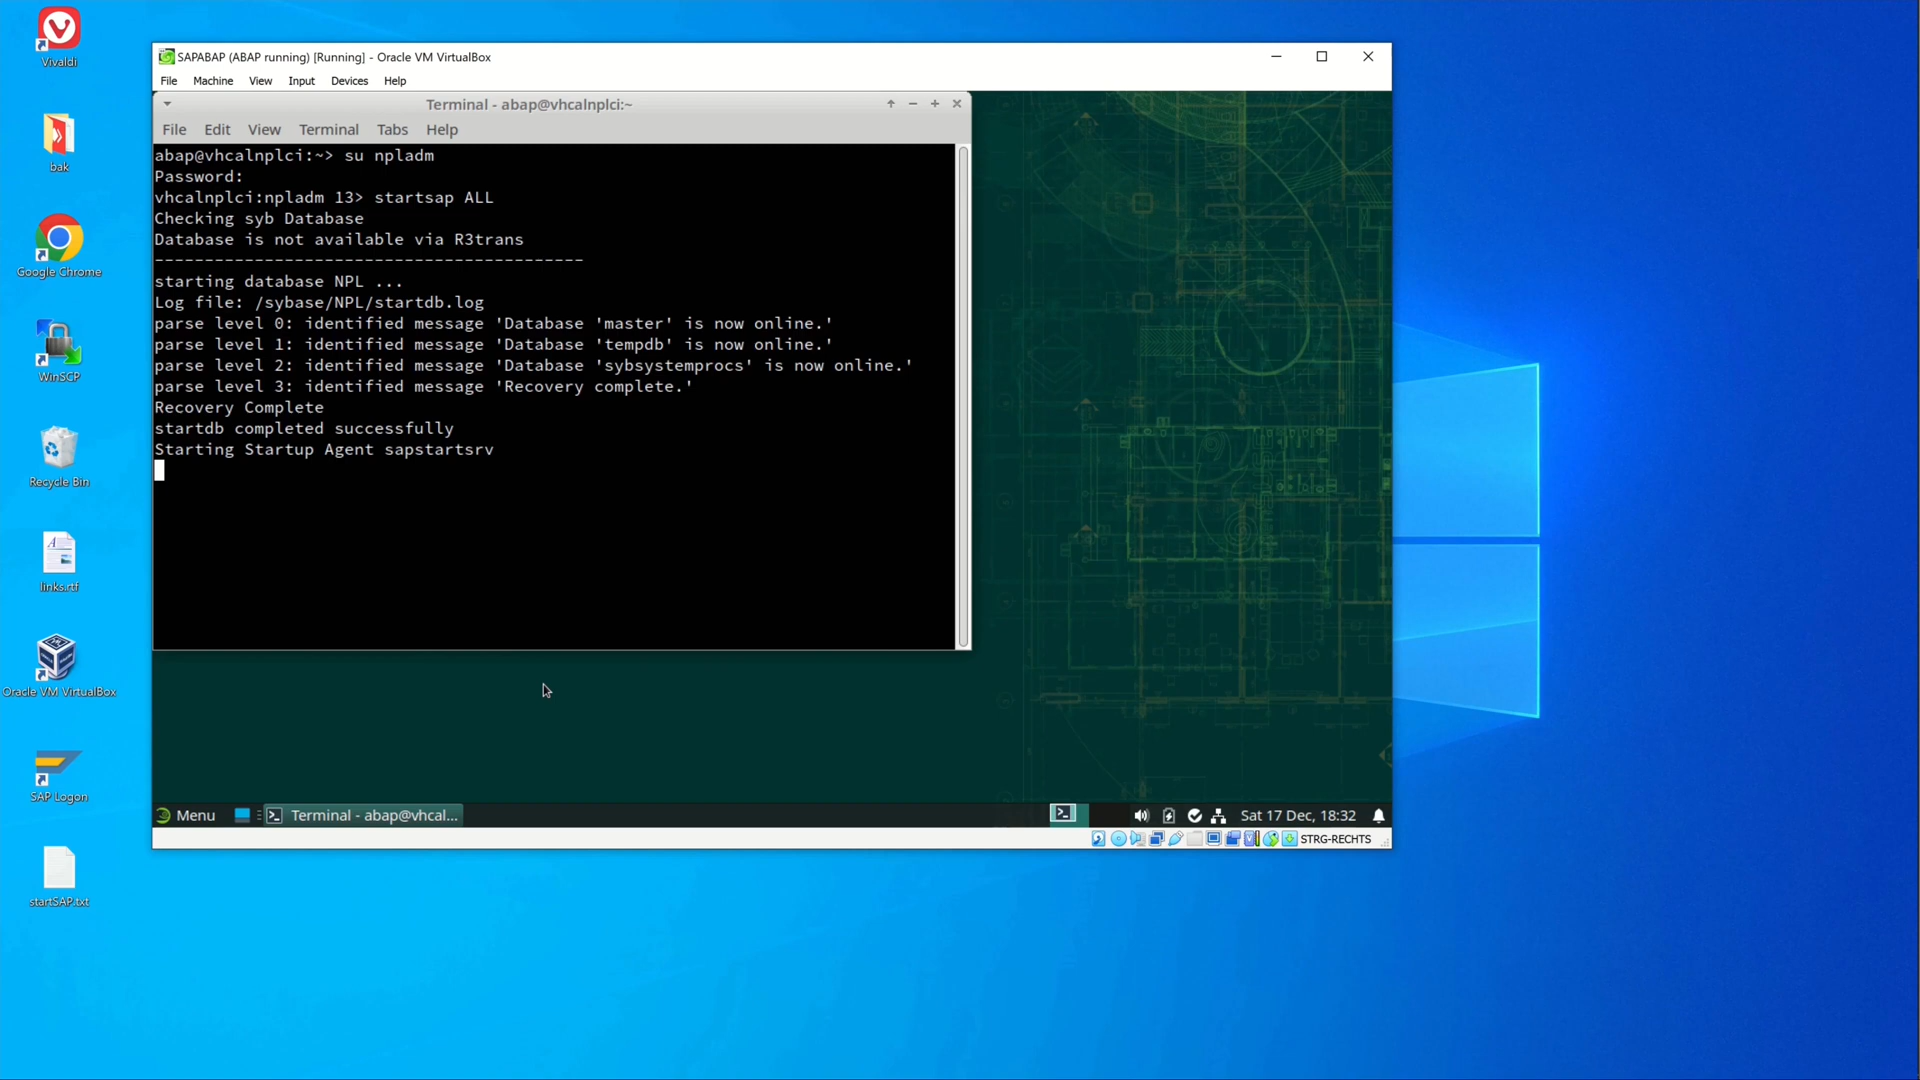 Vivaldi
bak
Google Chrome
WinSCP
Recycle Bin
links.rtf
Oracle VM VirtualBox
SAP Logon
startSAP.txt
SAPABAP (ABAP running) [Running] - Oracle VM VirtualBox
File Machine View Input Devices Help
Terminal - abap@vhcalnplci:~
File Edit View Terminal Tabs Help
abap@vhcalnplci:~> su npladm
Password:
vhcalnplci:npladm 13> startsap ALL
Checking syb Database
Database is not available via R3trans
-------------------------------------------
starting database NPL ...
Log file: /sybase/NPL/startdb.log
parse level 0: identified message 'Database 'master' is now online.'
parse level 1: identified message 'Database 'tempdb' is now online.'
parse level 2: identified message 'Database 'sybsystemprocs' is now online.'
parse level 3: identified message 'Recovery complete.'
Recovery Complete
startdb completed successfully
Starting Startup Agent sapstartsrv
Menu Terminal - abap@vhcal... Sat 17 Dec, 18:32
STRG-RECHTS